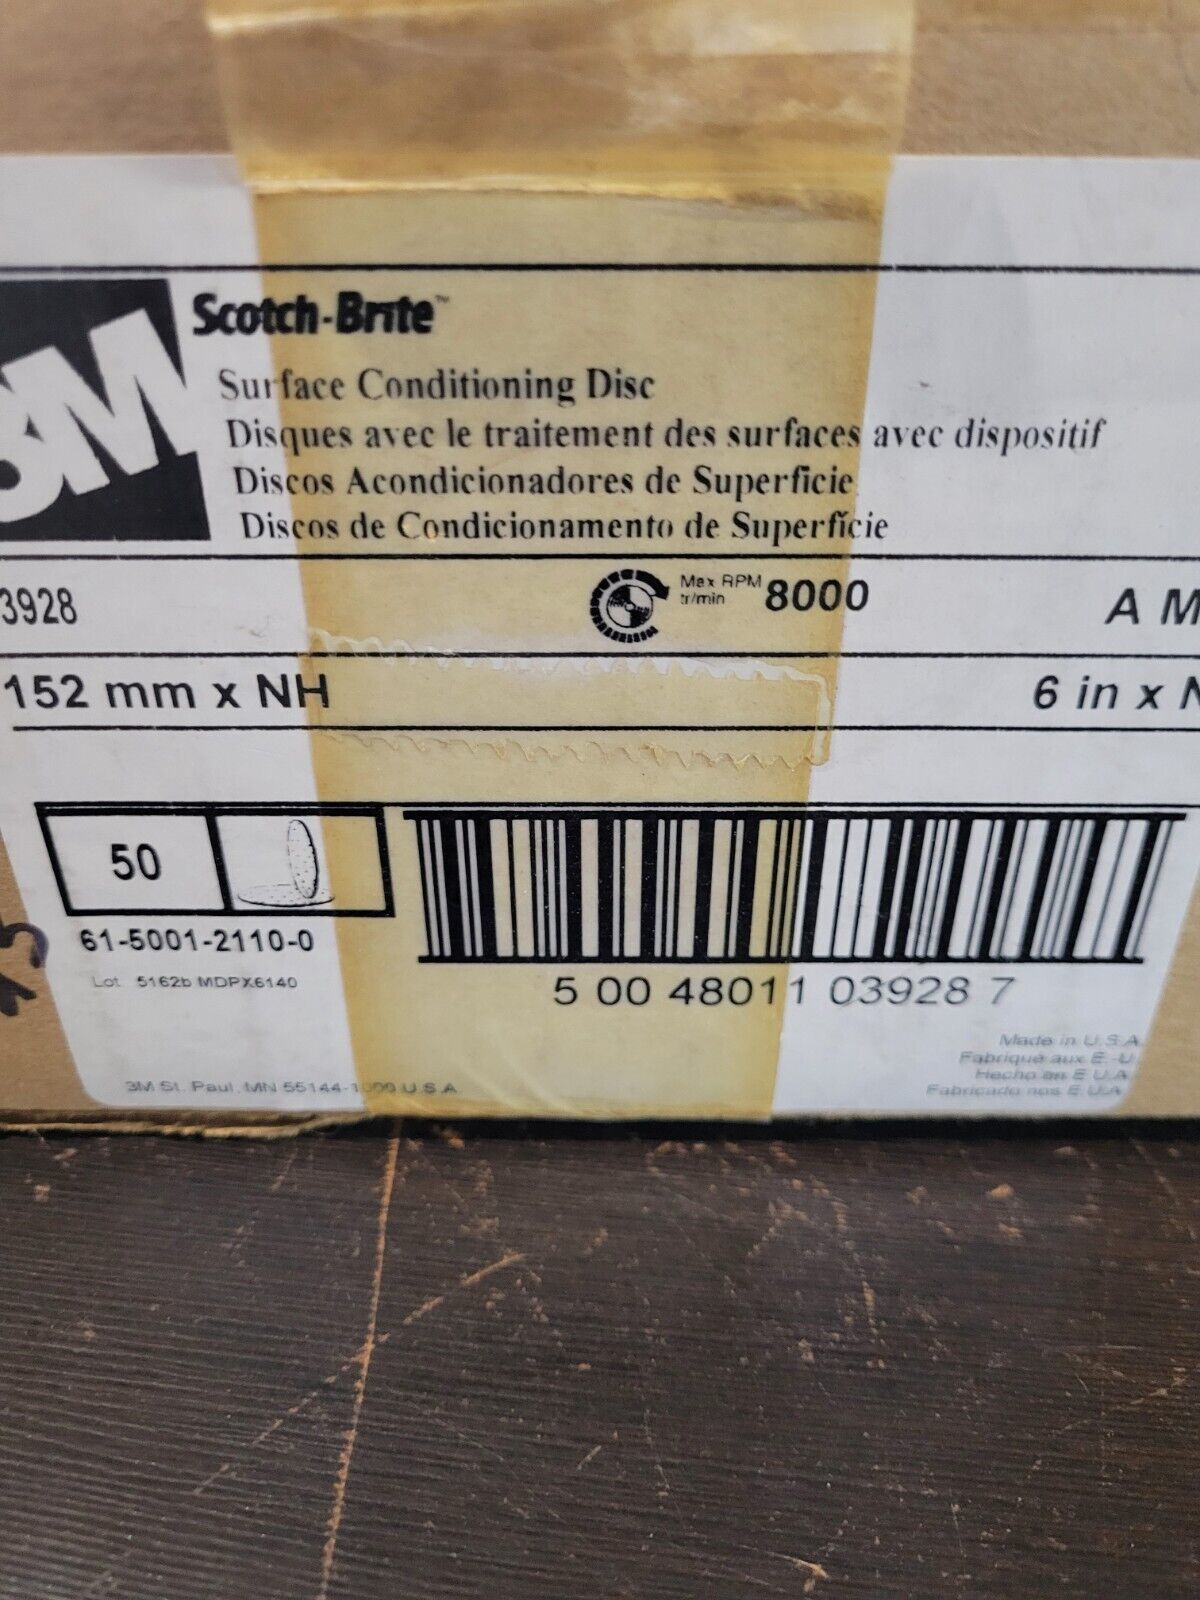 3M
Scotch-Brite™
Surface Conditioning Disc
Disques avec le traitement des surfaces avec dispositif
Discos Acondicionadores de Superficie
Discos de Condicionamento de Superfície
3928 Max RPM tr/min 8000 A M
152 mm x NH 6 in x N
50
61-5001-2110-0
Lot 5162b MDPX6140
5 00 48011 03928 7
Made in U.S.A.
Fabriqué aux E.-U.
Hecho en E.U.A.
Fabricado nos E.U.A.
3M St. Paul, MN 55144-1000 U.S.A.